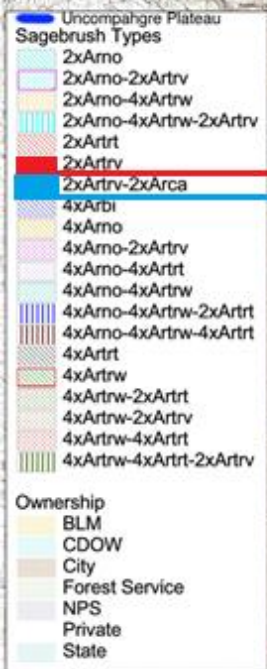 Uncompahgre Plateau
Sagebrush Types
2xArno
2xArno-2xArtrv
2xArno-4xArtrw
2xArno-4xArtrw-2xArtrv
2xArtrt
2xArtrv
2xArtrv-2xArca
4xArbi
4xArno
4xArno-2xArtrv
4xArno-4xArtrt
4xArno-4xArtrw
4xArno-4xArtrw-2xArtrt
4xArno-4xArtrw-4xArtrt
4xArtrt
4xArtrw
4xArtrw-2xArtrt
4xArtrw-2xArtrv
4xArtrw-4xArtrt
4xArtrw-4xArtrt-2xArtrv
Ownership
BLM
CDOW
City
Forest Service
NPS
Private
State